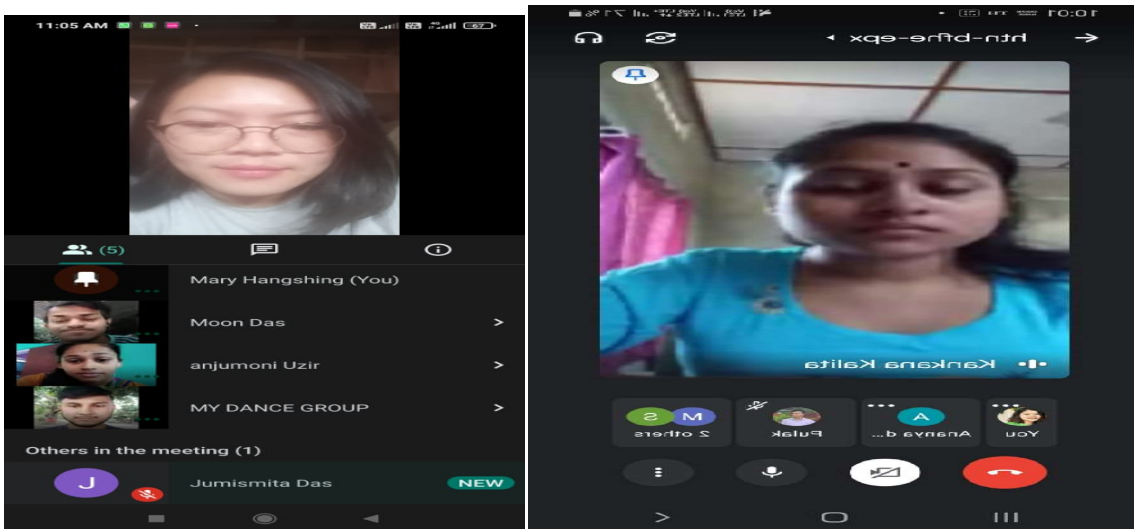 11:05 AM
67
(5)
Mary Hangshing (You)
Moon Das
anjumoni Uzir
MY DANCE GROUP
Others in the meeting (1)
J
Jumismita Das
NEW
10:01
htn-bfhe-epx
Kankana Kalita
You
A
Ananya d...
Pulak
M S
2 others